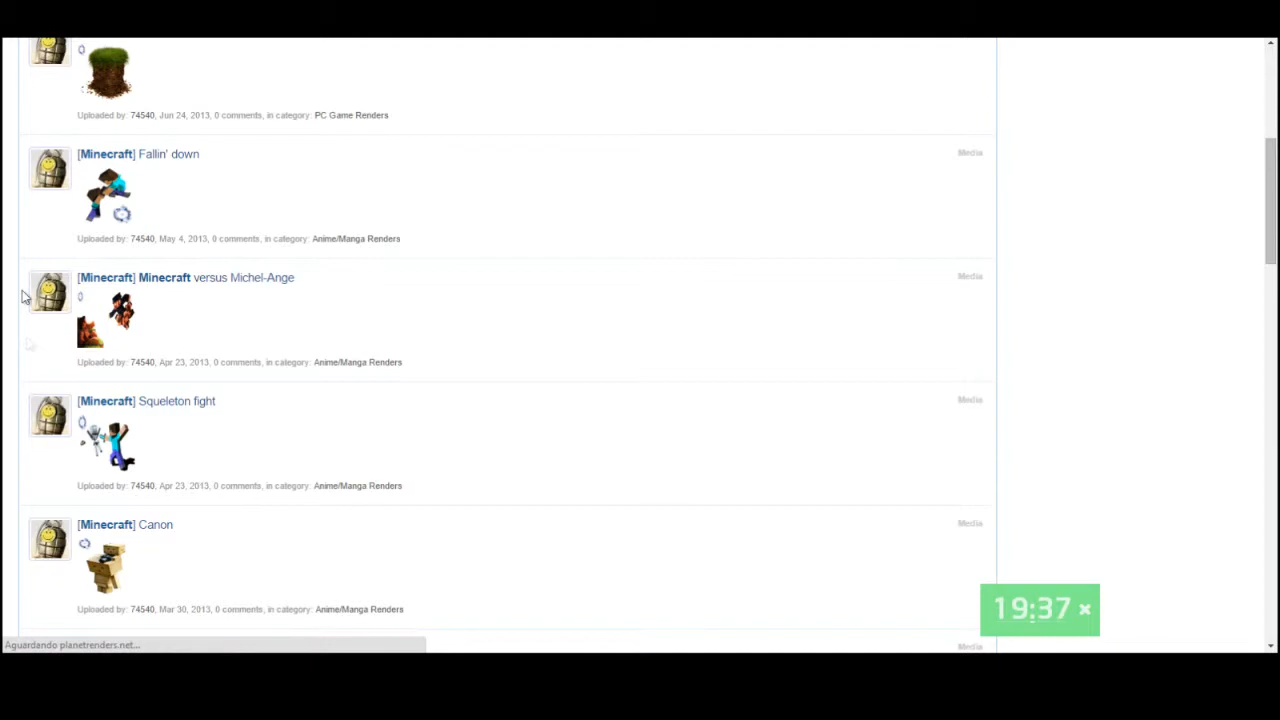 Uploaded by: 74540, Jun 24, 2013, 0 comments, in category: PC Game Renders
[Minecraft] Fallin' down
Media
Uploaded by: 74540, May 4, 2013, 0 comments, in category: Anime/Manga Renders
[Minecraft] Minecraft versus Michel-Ange
Media
Uploaded by: 74540, Apr 23, 2013, 0 comments, in category: Anime/Manga Renders
[Minecraft] Squeleton fight
Media
Uploaded by: 74540, Apr 23, 2013, 0 comments, in category: Anime/Manga Renders
[Minecraft] Canon
Media
Uploaded by: 74540, Mar 30, 2013, 0 comments, in category: Anime/Manga Renders
19:37 ×
Aguardando planetrenders.net...
Media